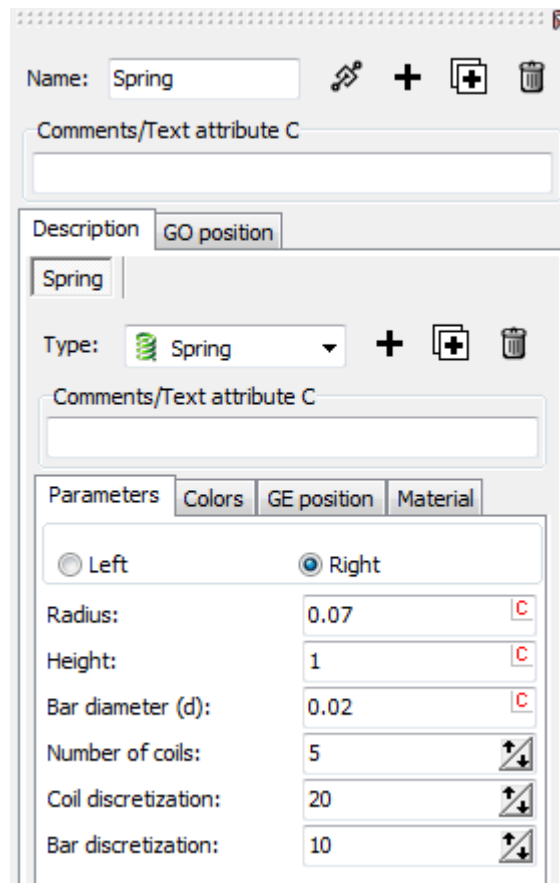 Name: Spring
Comments/Text attribute C
Description GO position
Spring
Type: Spring
Comments/Text attribute C
Parameters Colors GE position Material
Left Right
Radius: 0.07 C
Height: 1 C
Bar diameter (d): 0.02 C
Number of coils: 5
Coil discretization: 20
Bar discretization: 10